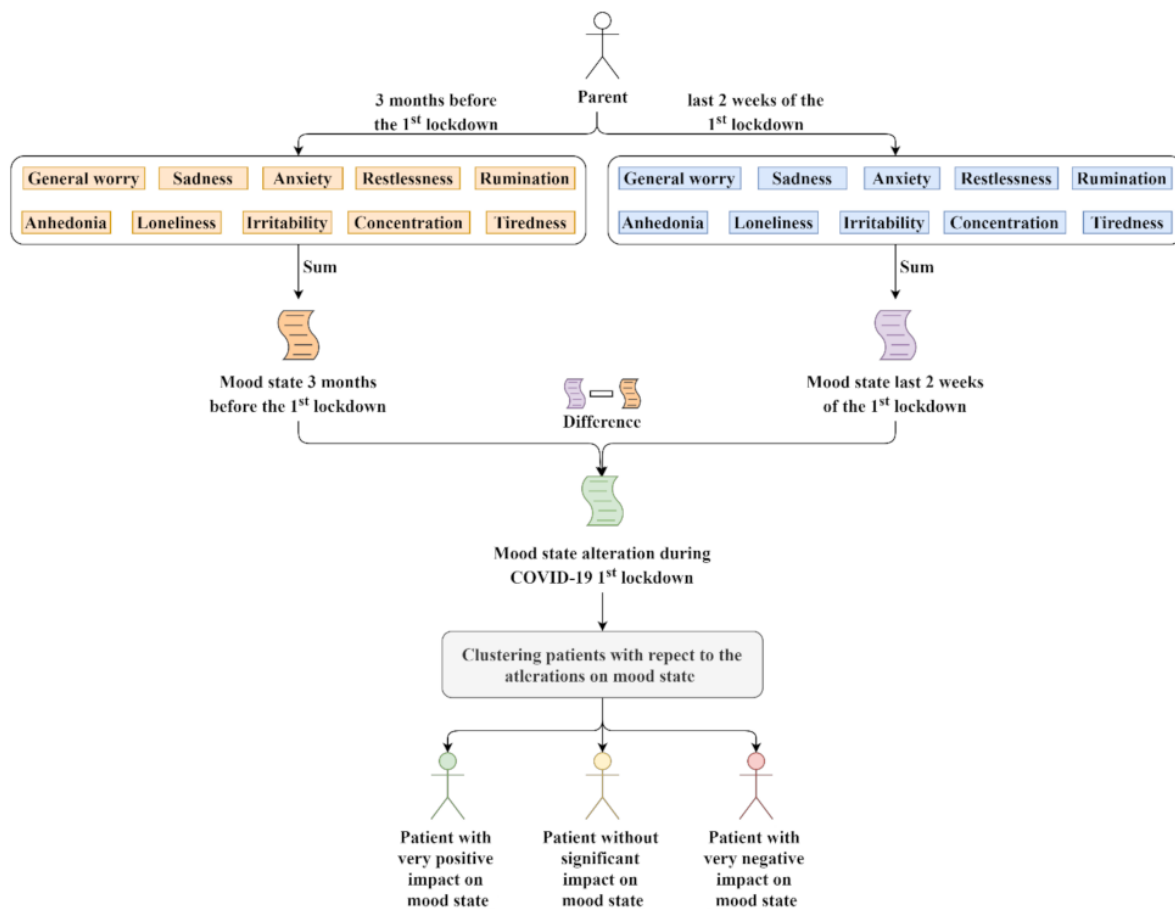 Parent
3 months before
the 1st lockdown
last 2 weeks of the
1st lockdown
General worry Sadness Anxiety Restlessness Rumination
Anhedonia Loneliness Irritability Concentration Tiredness
General worry Sadness Anxiety Restlessness Rumination
Anhedonia Loneliness Irritability Concentration Tiredness
Sum
Sum
Mood state 3 months
before the 1st lockdown
Mood state last 2 weeks
of the 1st lockdown
Difference
Mood state alteration during
COVID-19 1st lockdown
Clustering patients with repect to the
atlerations on mood state
Patient with
very positive
impact on
mood state
Patient without
significant
impact on
mood state
Patient with
very negative
impact on
mood state